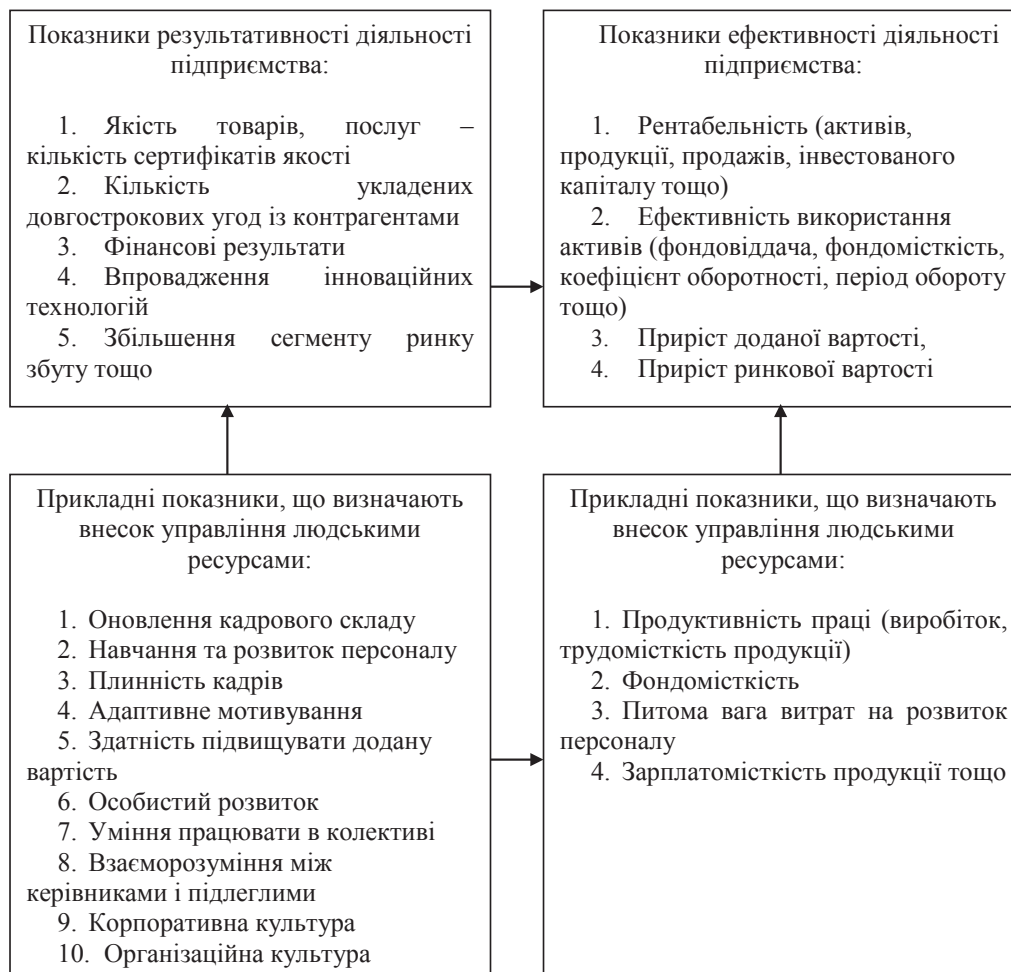 Показники результативності діяльності
підприємства:
1. Якість товарів, послуг –
кількість сертифікатів якості
2. Кількість укладених
довгострокових угод із контрагентами
3. Фінансові результати
4. Впровадження інноваційних
технологій
5. Збільшення сегменту ринку
збуту тощо
Показники ефективності діяльності
підприємства:
1. Рентабельність (активів,
продукції, продажів, інвестованого
капіталу тощо)
2. Ефективність використання
активів (фондовіддача, фондомісткість,
коефіцієнт оборотності, період обороту
тощо)
3. Приріст доданої вартості,
4. Приріст ринкової вартості
Прикладні показники, що визначають
внесок управління людськими
ресурсами:
1. Оновлення кадрового складу
2. Навчання та розвиток персоналу
3. Плинність кадрів
4. Адаптивне мотивування
5. Здатність підвищувати додану
вартість
6. Особистий розвиток
7. Уміння працювати в колективі
8. Взаєморозуміння між
керівниками і підлеглими
9. Корпоративна культура
10. Організаційна культура
Прикладні показники, що визначають
внесок управління людськими
ресурсами:
1. Продуктивність праці (виробіток,
трудомісткість продукції)
2. Фондомісткість
3. Питома вага витрат на розвиток
персоналу
4. Зарплатомісткість продукції тощо